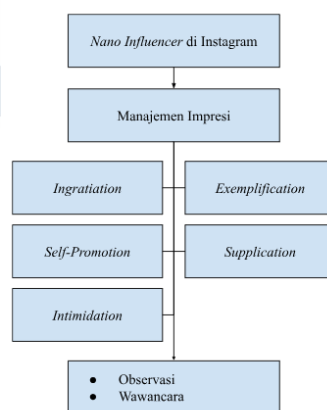 Nano Influencer di Instagram
Manajemen Impresi
Ingratiation
Exemplification
Self-Promotion
Supplication
Intimidation
● Observasi
● Wawancara